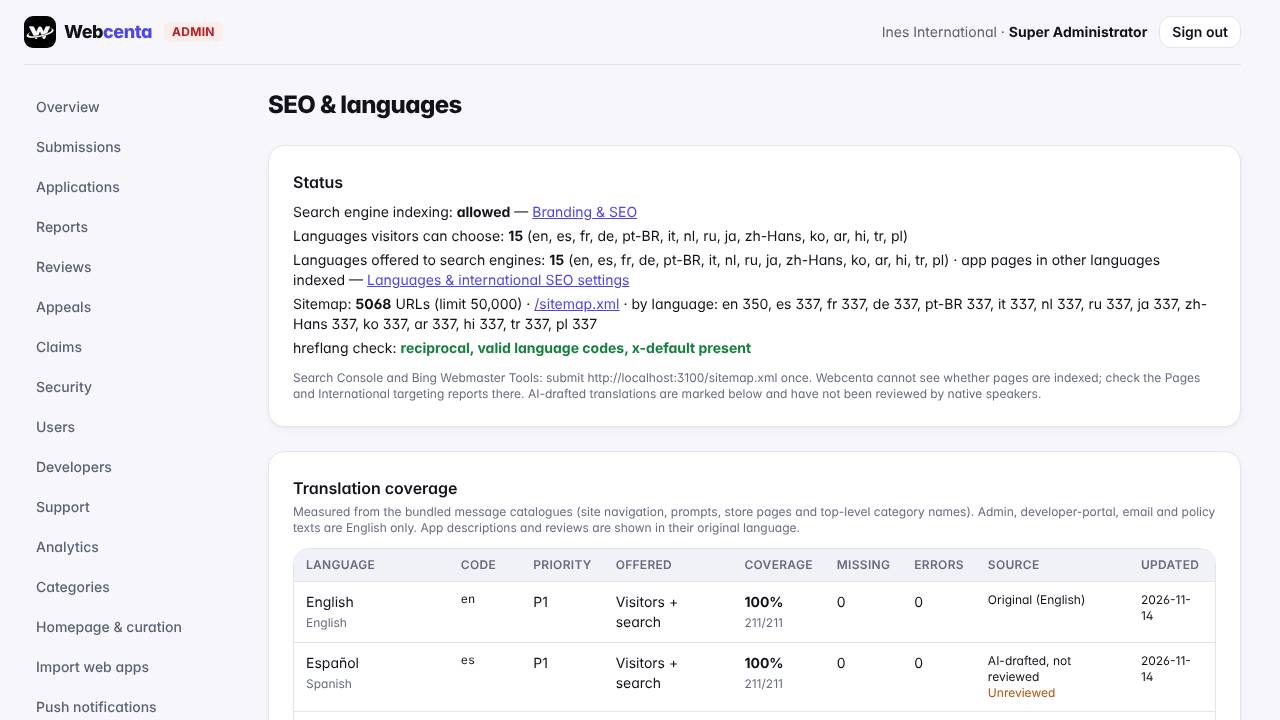 Webcenta ADMIN
Ines International · Super Administrator Sign out
Overview
Submissions
Applications
Reports
Reviews
Appeals
Claims
Security
Users
Developers
Support
Analytics
Categories
Homepage & curation
Import web apps
Push notifications
SEO & languages
Status
Search engine indexing: allowed — Branding & SEO
Languages visitors can choose: 15 (en, es, fr, de, pt-BR, it, nl, ru, ja, zh-Hans, ko, ar, hi, tr, pl)
Languages offered to search engines: 15 (en, es, fr, de, pt-BR, it, nl, ru, ja, zh-Hans, ko, ar, hi, tr, pl) · app pages in other languages
indexed — Languages & international SEO settings
Sitemap: 5068 URLs (limit 50,000) · /sitemap.xml · by language: en 350, es 337, fr 337, de 337, pt-BR 337, it 337, nl 337, ru 337, ja 337, zh-
Hans 337, ko 337, ar 337, hi 337, tr 337, pl 337
hreflang check: reciprocal, valid language codes, x-default present
Search Console and Bing Webmaster Tools: submit http://localhost:3100/sitemap.xml once. Webcenta cannot see whether pages are indexed; check the Pages
and International targeting reports there. AI-drafted translations are marked below and have not been reviewed by native speakers.
Translation coverage
Measured from the bundled message catalogues (site navigation, prompts, store pages and top-level category names). Admin, developer-portal, email and policy
texts are English only. App descriptions and reviews are shown in their original language.
LANGUAGE CODE PRIORITY OFFERED COVERAGE MISSING ERRORS SOURCE UPDATED
English en P1 Visitors + 100% 0 0 Original (English) 2026-11-
English search 211/211 14
Español es P1 Visitors + 100% 0 0 AI-drafted, not 2026-11-
Spanish search 211/211 reviewed 14
Unreviewed